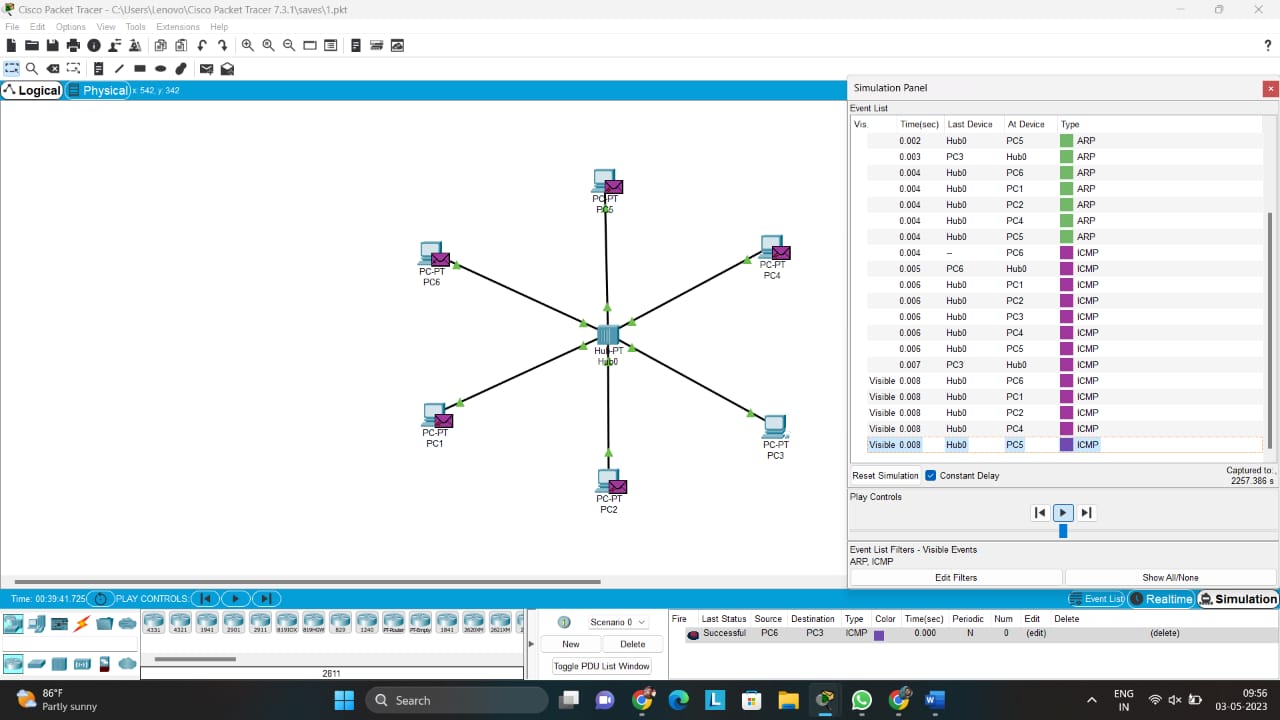 Cisco Packet Tracer - C:\Users\Lenovo\Cisco Packet Tracer 7.3.1\saves\1.pkt
File Edit Options View Tools Extensions Help
?
Logical Physical x: 542, y: 342
PC-PT
PC5
PC-PT
PC6
PC-PT
PC4
Hub-PT
Hub0
PC-PT
PC1
PC-PT
PC3
PC-PT
PC2
Simulation Panel
Event List
Vis. Time(sec) Last Device At Device Type
0.002 Hub0 PC5 ARP
0.003 PC3 Hub0 ARP
0.004 Hub0 PC6 ARP
0.004 Hub0 PC1 ARP
0.004 Hub0 PC2 ARP
0.004 Hub0 PC4 ARP
0.004 Hub0 PC5 ARP
0.004 -- PC6 ICMP
0.005 PC6 Hub0 ICMP
0.006 Hub0 PC1 ICMP
0.006 Hub0 PC2 ICMP
0.006 Hub0 PC3 ICMP
0.006 Hub0 PC4 ICMP
0.006 Hub0 PC5 ICMP
0.007 PC3 Hub0 ICMP
Visible 0.008 Hub0 PC6 ICMP
Visible 0.008 Hub0 PC1 ICMP
Visible 0.008 Hub0 PC2 ICMP
Visible 0.008 Hub0 PC4 ICMP
Visible 0.008 Hub0 PC5 ICMP
Reset Simulation Constant Delay Captured to:
2257.386 s
Play Controls
Event List Filters - Visible Events
ARP, ICMP
Edit Filters Show All/None
Time: 00:39:41.725 PLAY CONTROLS: Event List Realtime Simulation
4331 4321 1941 2901 2911 819IOX 819HGW 829 1240 PT-Router PT-Empty 1841 2620XM 2621XM
2811
Scenario 0
New Delete
Toggle PDU List Window
Fire Last Status Source Destination Type Color Time(sec) Periodic Num Edit Delete
Successful PC6 PC3 ICMP 0.000 N 0 (edit) (delete)
86°F
Partly sunny
Search
ENG
IN
09:56
03-05-2023